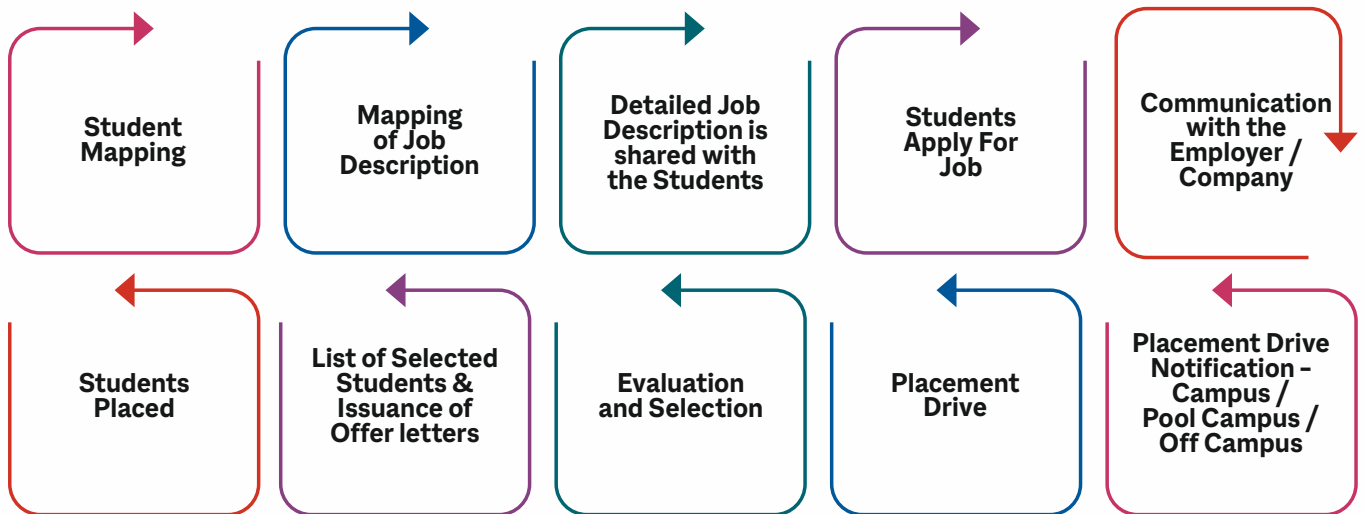 Student
Mapping
Mapping
of Job
Description
Detailed Job
Description is
shared with
the Students
Students
Apply For
Job
Communication
with the
Employer /
Company
Placement Drive
Notification –
Campus /
Pool Campus /
Off Campus
Placement
Drive
Evaluation
and Selection
List of Selected
Students &
Issuance of
Offer letters
Students
Placed